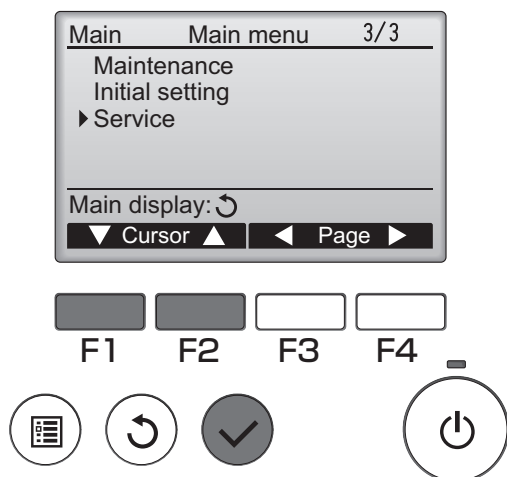 Main Main menu 3/3
Maintenance
Initial setting
Service
Main display:
Cursor Page
F1 F2 F3 F4